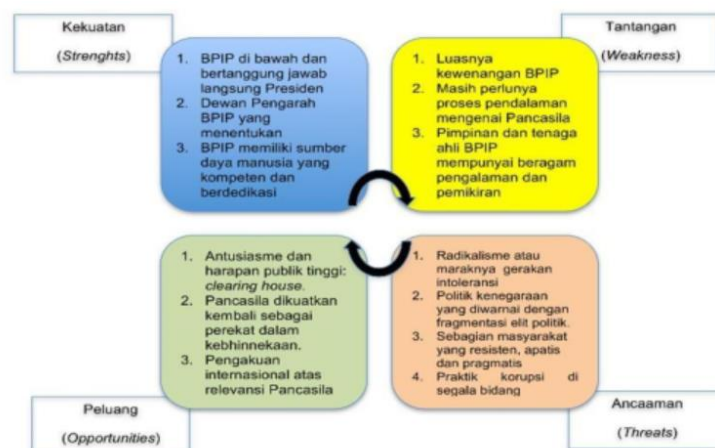 Kekuatan
(Strenghts)
Tantangan
(Weakness)
1. BPIP di bawah dan
bertanggung jawab
langsung Presiden
2. Dewan Pengarah
BPIP yang
menentukan
3. BPIP memiliki sumber
daya manusia yang
kompeten dan
berdedikasi
1. Luasnya
kewenangan BPIP
2. Masih perlunya
proses pendalaman
mengenai Pancasila
3. Pimpinan dan tenaga
ahli BPIP
mempunyai beragam
pengalaman dan
pemikiran
1. Antusiasme dan
harapan publik tinggi:
clearing house.
2. Pancasila dikuatkan
kembali sebagai
perekat dalam
kebhinnekaan.
3. Pengakuan
internasional atas
relevansi Pancasila
1. Radikalisme atau
maraknya gerakan
intoleransi
2. Politik kenegaraan
yang diwarnai dengan
fragmentasi elit politik.
3. Sebagian masyarakat
yang resisten, apatis
dan pragmatis
4. Praktik korupsi di
segala bidang
Peluang
(Opportunities)
Ancaaman
(Threats)